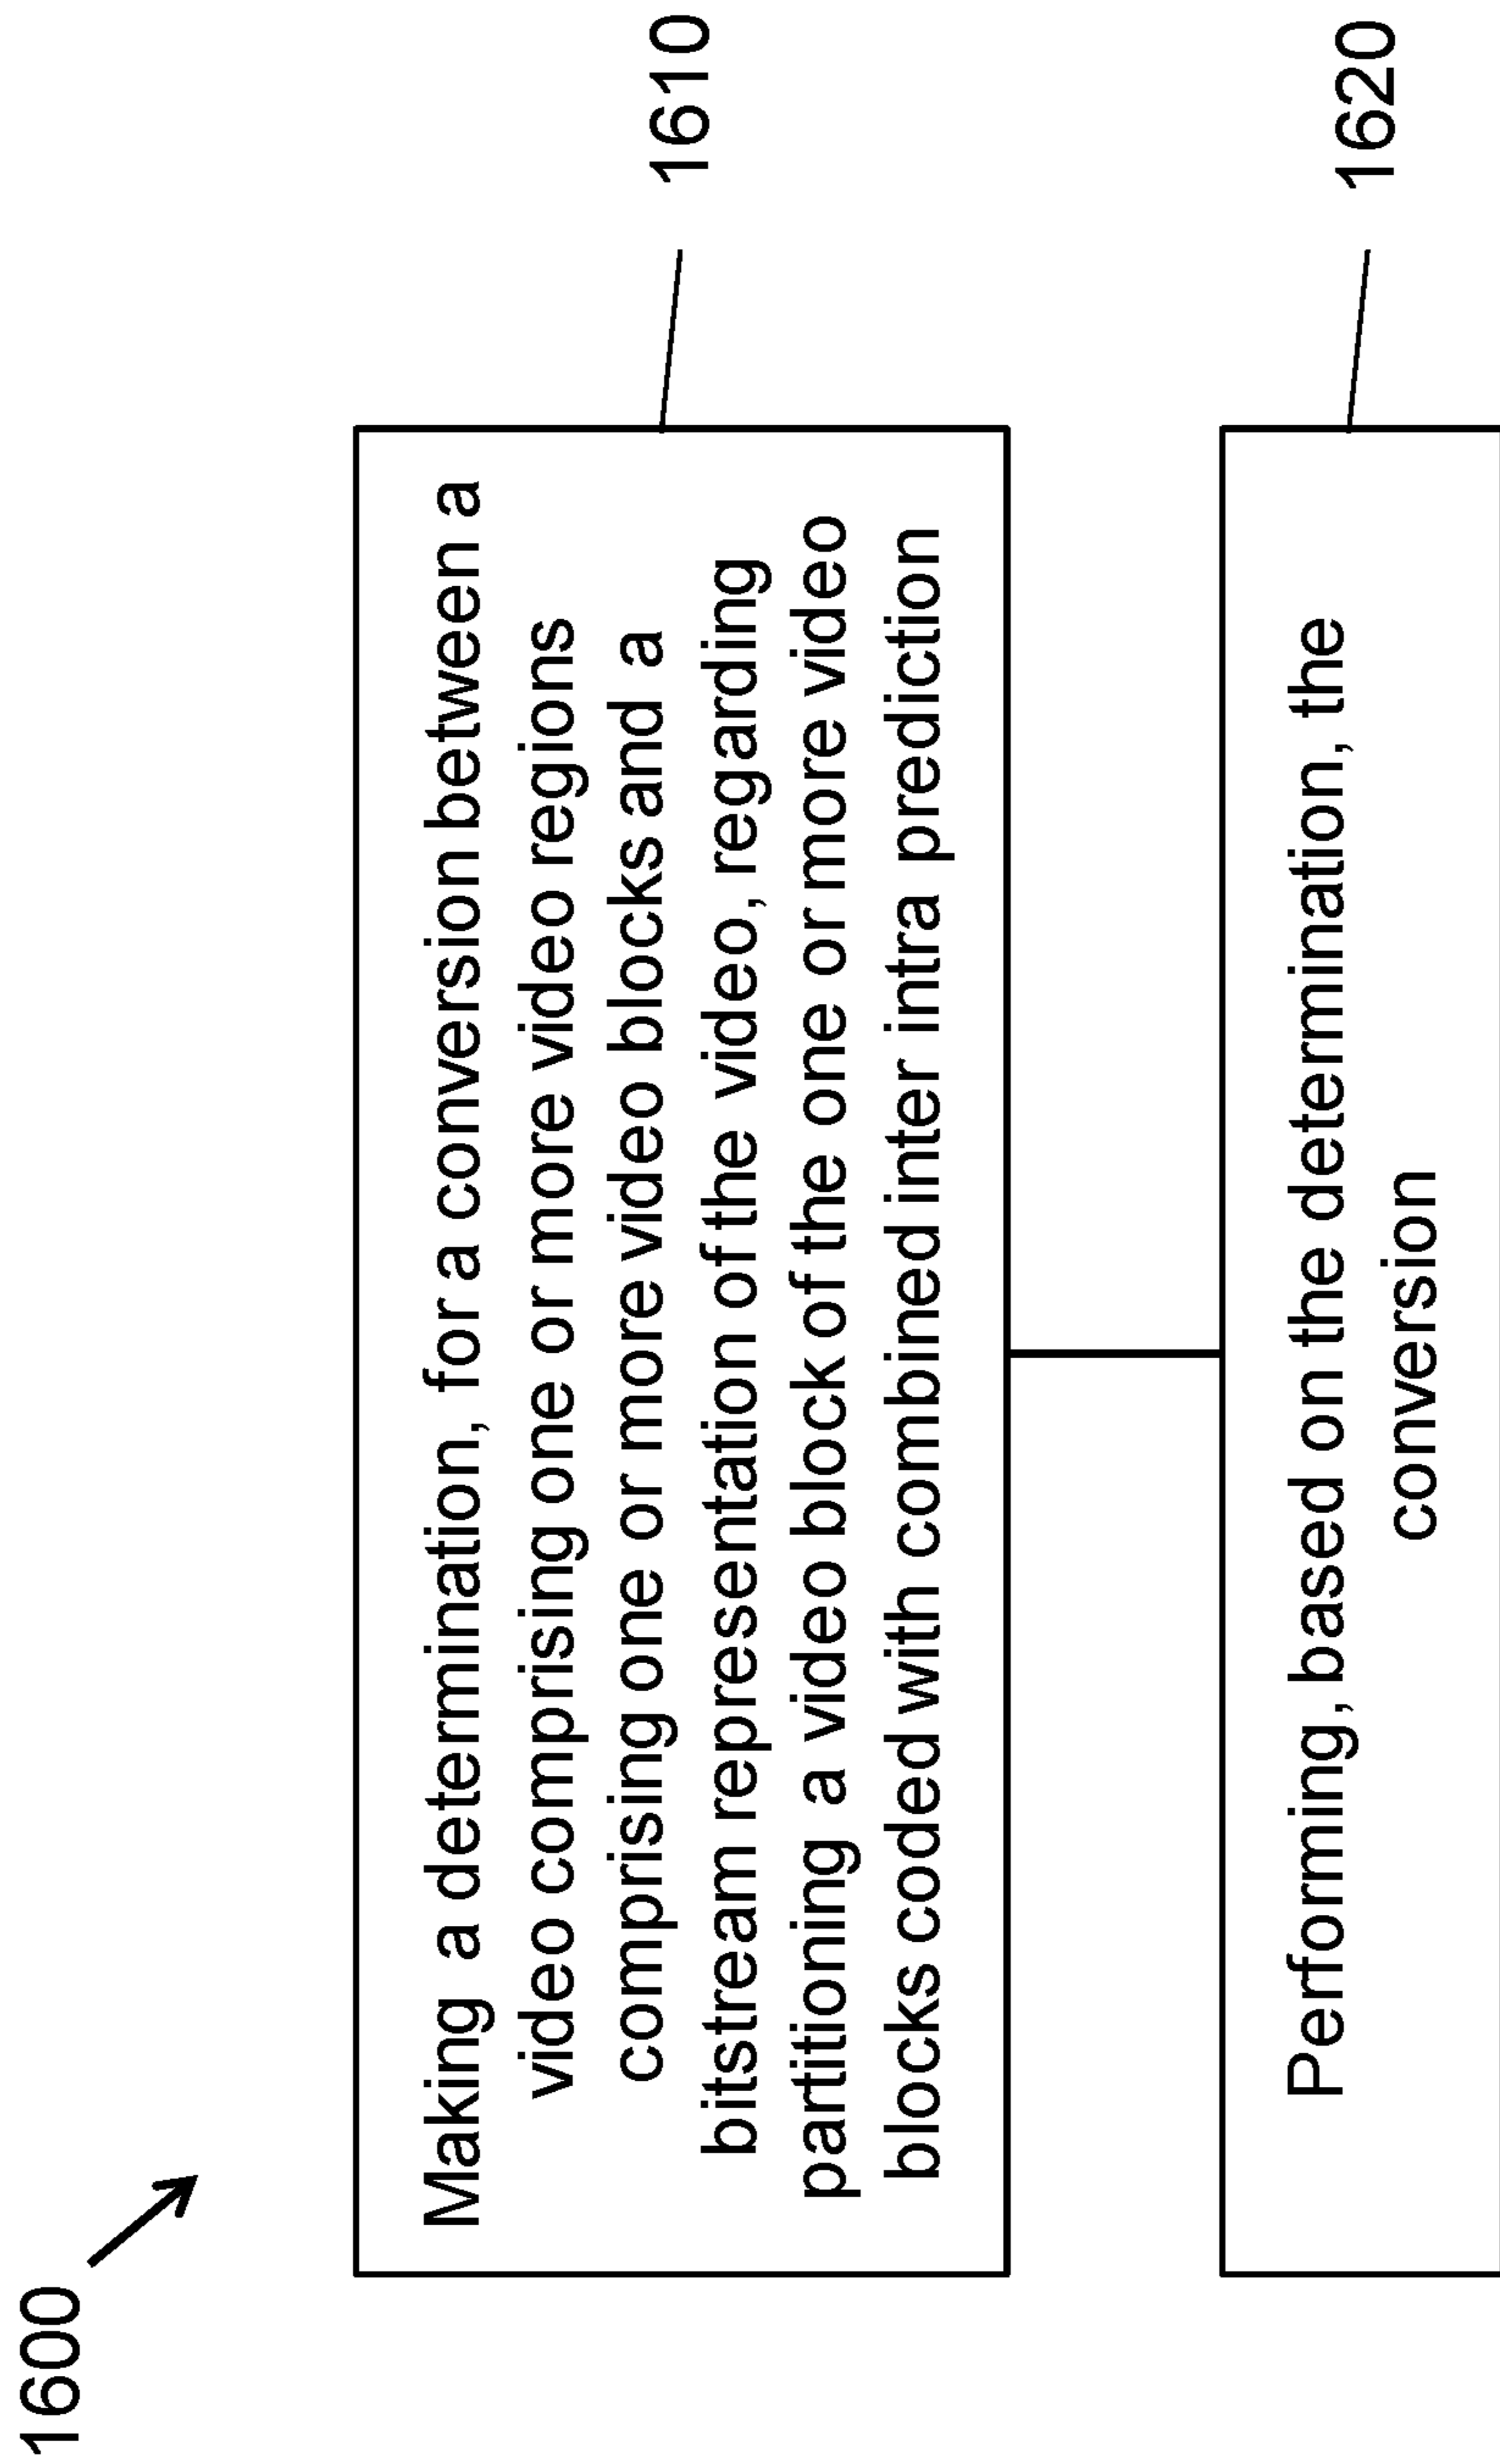 1600
Making a determination, for a conversion between a
video comprising one or more video regions
comprising one or more video blocks and a
bitstream representation of the video, regarding
partitioning a video block of the one or more video
blocks coded with combined inter intra prediction
1610
Performing, based on the determination, the
conversion
1620